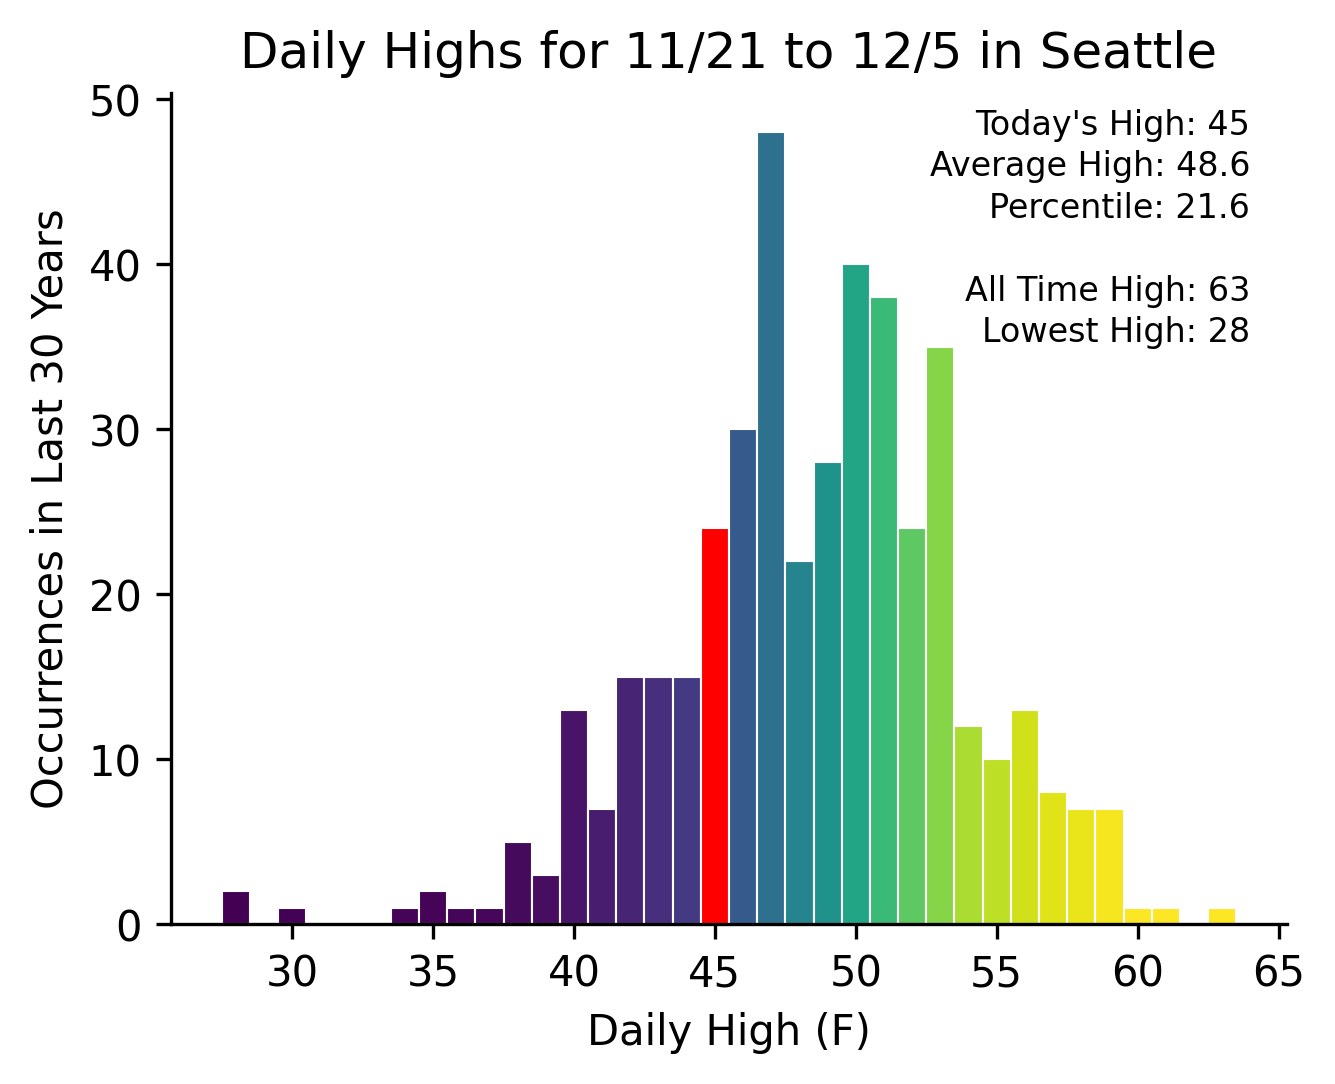 Daily Highs for 11/21 to 12/5 in Seattle
Today's High: 45
Average High: 48.6
Percentile: 21.6
All Time High: 63
Lowest High: 28
Occurrences in Last 30 Years
50
40
30
20
10
0
30 35 40 45 50 55 60 65
Daily High (F)